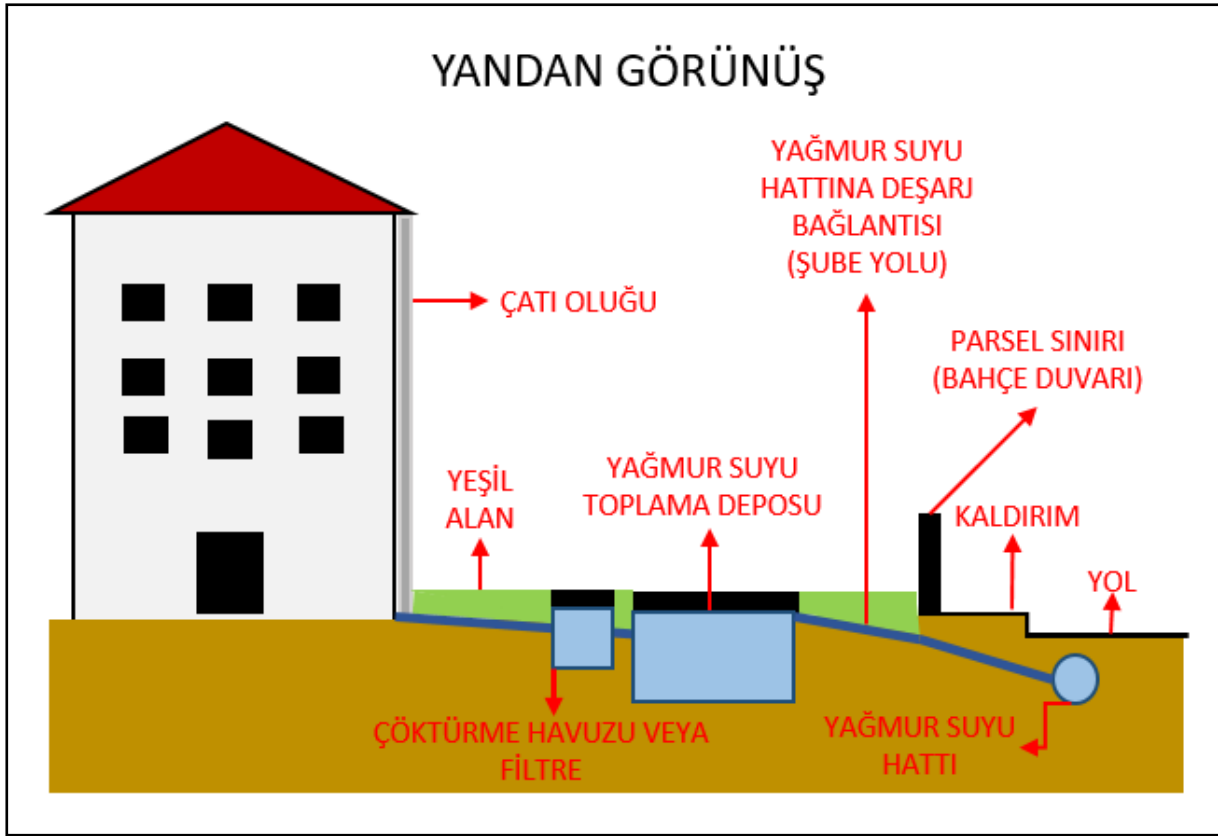 YANDAN GÖRÜNÜŞ
YAĞMUR SUYU
HATTINA DEŞARJ
BAĞLANTISI
(ŞUBE YOLU)
ÇATI OLUĞU
PARSEL SINIRI
(BAHÇE DUVARI)
YEŞİL
ALAN
YAĞMUR SUYU
TOPLAMA DEPOSU
KALDIRIM
YOL
ÇÖKTÜRME HAVUZU VEYA
FİLTRE
YAĞMUR SUYU
HATTI